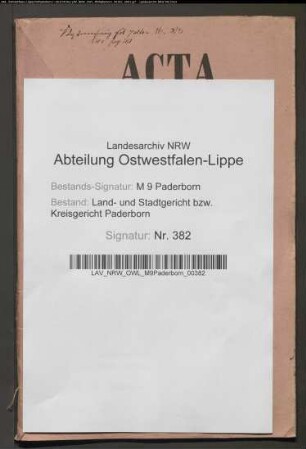 ACTA
Landesarchiv NRW
Abteilung Ostwestfalen-Lippe
Bestands-Signatur: M 9 Paderborn
Bestand: Land- und Stadtgericht bzw.
Kreisgericht Paderborn
Signatur: Nr. 382
LAV_NRW_OWL_M9Paderborn_00382